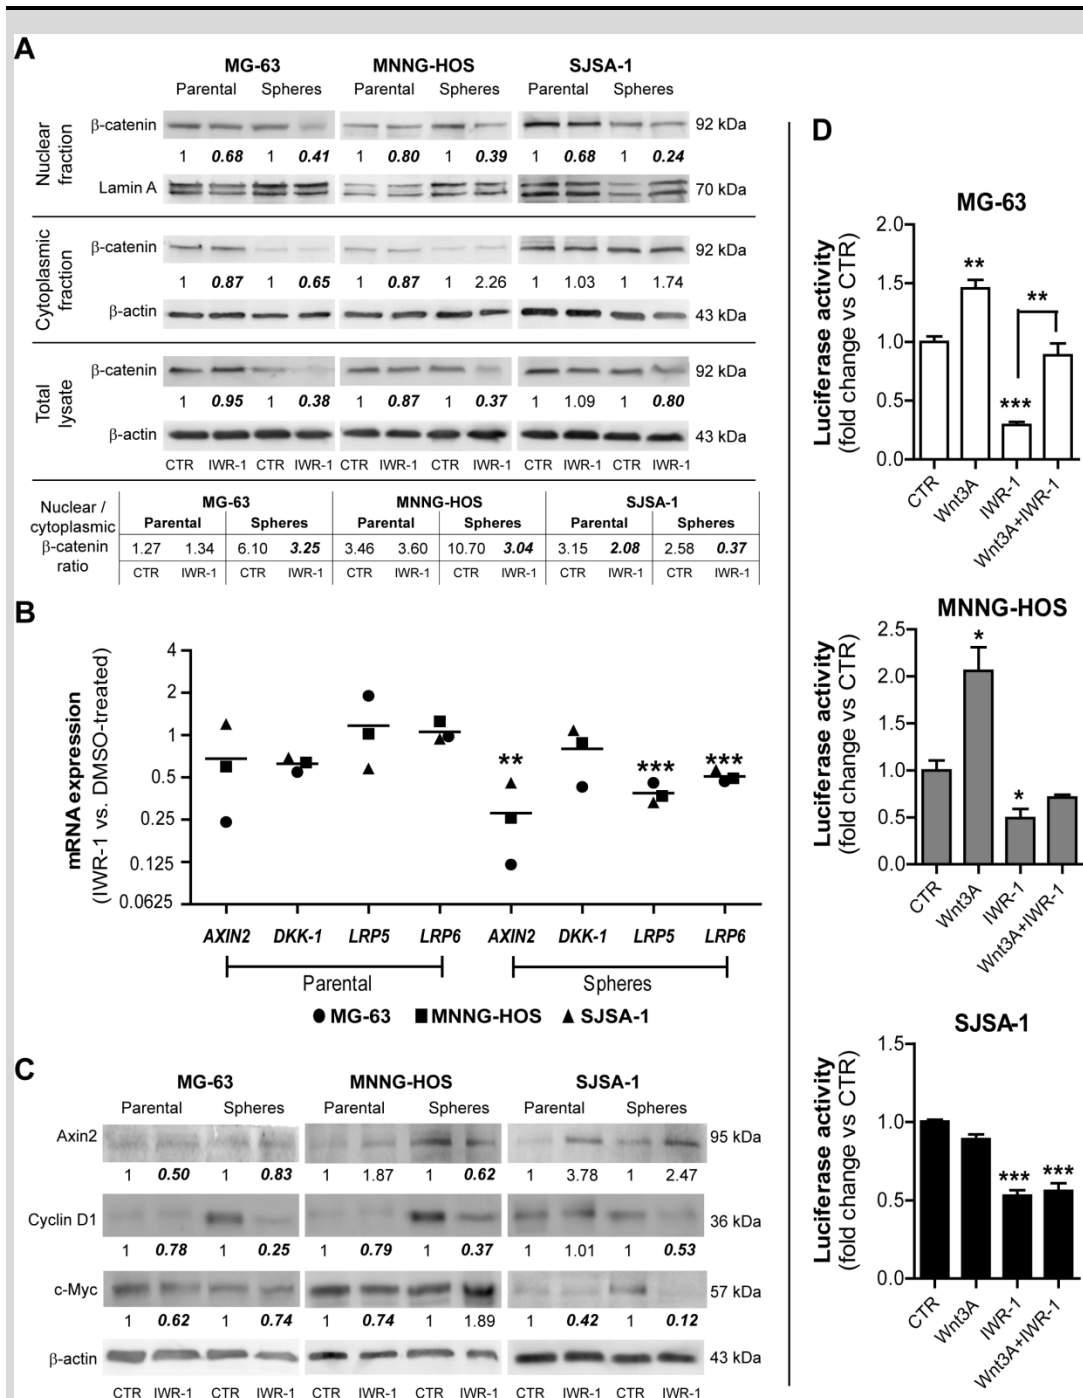 A
MG-63 MNNG-HOS SJSA-1
Parental Spheres Parental Spheres Parental Spheres
Nuclear fraction
β-catenin 92 kDa
1 0.68 1 0.41 1 0.80 1 0.39 1 0.68 1 0.24
Lamin A 70 kDa
Cytoplasmic fraction
β-catenin 92 kDa
1 0.87 1 0.65 1 0.87 1 2.26 1 1.03 1 1.74
β-actin 43 kDa
Total lysate
β-catenin 92 kDa
1 0.95 1 0.38 1 0.87 1 0.37 1 1.09 1 0.80
β-actin 43 kDa
CTR IWR-1 CTR IWR-1 CTR IWR-1 CTR IWR-1 CTR IWR-1 CTR IWR-1
Nuclear / cytoplasmic β-catenin ratio
MG-63 MNNG-HOS SJSA-1
Parental Spheres Parental Spheres Parental Spheres
1.27 1.34 6.10 3.25 3.46 3.60 10.70 3.04 3.15 2.08 2.58 0.37
CTR IWR-1 CTR IWR-1 CTR IWR-1 CTR IWR-1 CTR IWR-1 CTR IWR-1
B
mRNA expression
(IWR-1 vs. DMSO-treated)
4
2
1
0.5
0.25
0.125
0.0625
** *** ***
AXIN2 DKK-1 LRP5 LRP6 AXIN2 DKK-1 LRP5 LRP6
Parental Spheres
MG-63 MNNG-HOS SJSA-1
C
MG-63 MNNG-HOS SJSA-1
Parental Spheres Parental Spheres Parental Spheres
Axin2 95 kDa
1 0.50 1 0.83 1 1.87 1 0.62 1 3.78 1 2.47
Cyclin D1 36 kDa
1 0.78 1 0.25 1 0.79 1 0.37 1 1.01 1 0.53
c-Myc 57 kDa
1 0.62 1 0.74 1 0.74 1 1.89 1 0.42 1 0.12
β-actin 43 kDa
CTR IWR-1 CTR IWR-1 CTR IWR-1 CTR IWR-1 CTR IWR-1 CTR IWR-1
D
MG-63
Luciferase activity
(fold change vs CTR)
2.0
1.5
1.0
0.5
0.0
** *** **
CTR Wnt3A IWR-1 Wnt3A+IWR-1
MNNG-HOS
Luciferase activity
(fold change vs CTR)
2.5
2.0
1.5
1.0
0.5
0.0
* *
CTR Wnt3A IWR-1 Wnt3A+IWR-1
SJSA-1
Luciferase activity
(fold change vs CTR)
1.5
1.0
0.5
0.0
*** ***
CTR Wnt3A IWR-1 Wnt3A+IWR-1